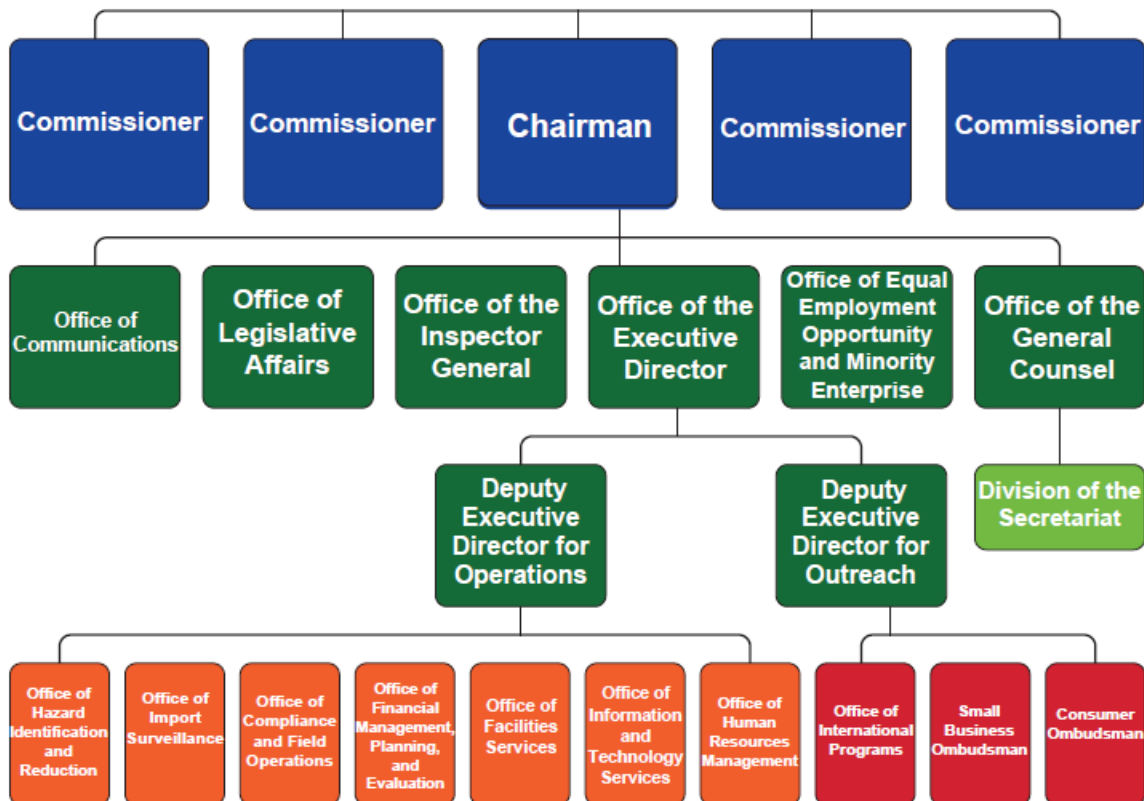 Commissioner
Commissioner
Chairman
Commissioner
Commissioner
Office of
Communications
Office of
Legislative
Affairs
Office of the
Inspector
General
Office of the
Executive
Director
Office of Equal
Employment
Opportunity
and Minority
Enterprise
Office of the
General
Counsel
Deputy
Executive
Director for
Operations
Deputy
Executive
Director for
Outreach
Division of the
Secretariat
Office of
Hazard
Identification
and
Reduction
Office of
Import
Surveillance
Office of
Compliance
and Field
Operations
Office of
Financial
Management,
Planning,
and
Evaluation
Office of
Facilities
Services
Office of
Information
and
Technology
Services
Office of
Human
Resources
Management
Office of
International
Programs
Small
Business
Ombudsman
Consumer
Ombudsman